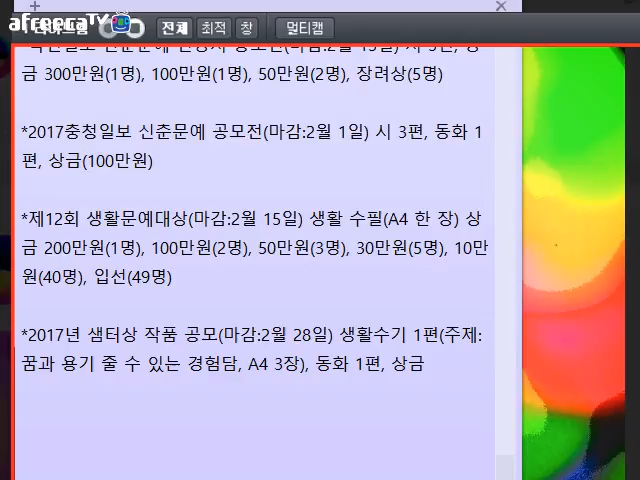 afreecaTV
전체 최적 창 멀티캠
금 300만원(1명), 100만원(1명), 50만원(2명), 장려상(5명)
*2017충청일보 신춘문예 공모전(마감:2월 1일) 시 3편, 동화 1
편, 상금(100만원)
*제12회 생활문예대상(마감:2월 15일) 생활 수필(A4 한 장) 상
금 200만원(1명), 100만원(2명), 50만원(3명), 30만원(5명), 10만
원(40명), 입선(49명)
*2017년 샘터상 작품 공모(마감:2월 28일) 생활수기 1편(주제:
꿈과 용기 줄 수 있는 경험담, A4 3장), 동화 1편, 상금